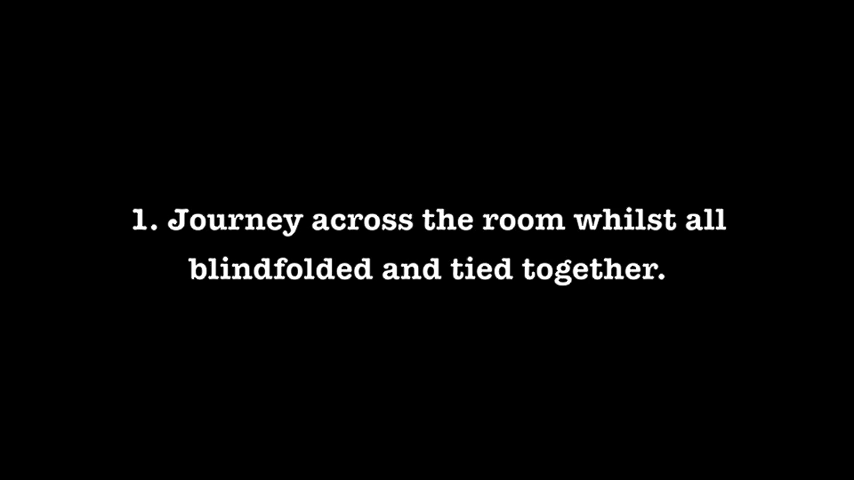 1. Journey across the room whilst all
blindfolded and tied together.